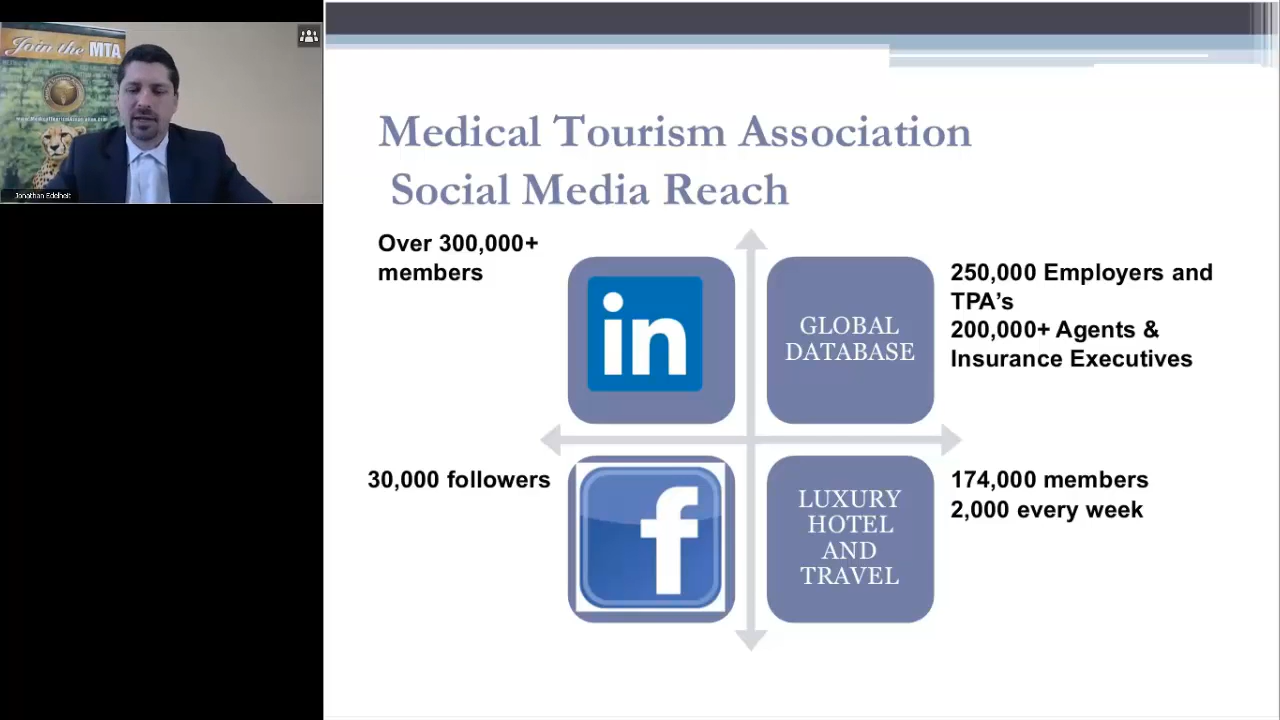 Join the MTA
Jonathan Edelheit
Medical Tourism Association
Social Media Reach
Over 300,000+
members
in
GLOBAL
DATABASE
250,000 Employers and
TPA's
200,000+ Agents &
Insurance Executives
30,000 followers
f
LUXURY
HOTEL
AND
TRAVEL
174,000 members
2,000 every week